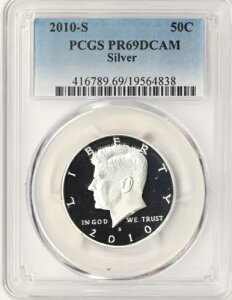 2010-S 50C
PCGS PR69DCAM
Silver
416789.69/19564838
LIBERTY
IN GOD WE TRUST
S
2010